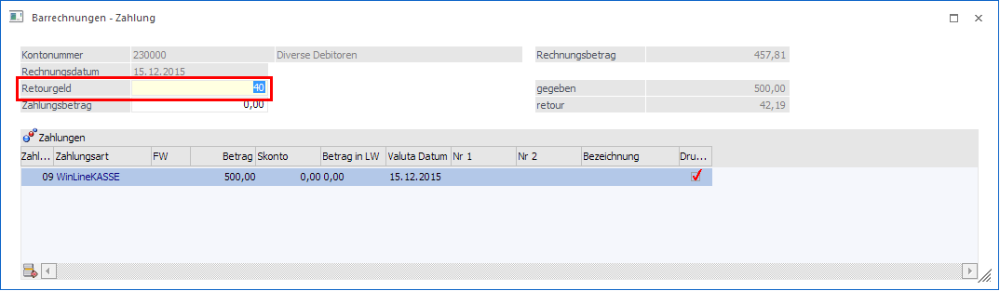 Barrechnungen - Zahlung
Kontonummer 230000 Diverse Debitoren Rechnungsbetrag 457,81
Rechnungsdatum 15.12.2015
Retourgeld 40 gegeben 500,00
Zahlungsbetrag 0,00 retour 42,19
Zahlungen
Zahl... Zahlungsart FW Betrag Skonto Betrag in LW Valuta Datum Nr 1 Nr 2 Bezeichnung Dru...
09 WinLineKASSE 500,00 0,00 0,00 15.12.2015